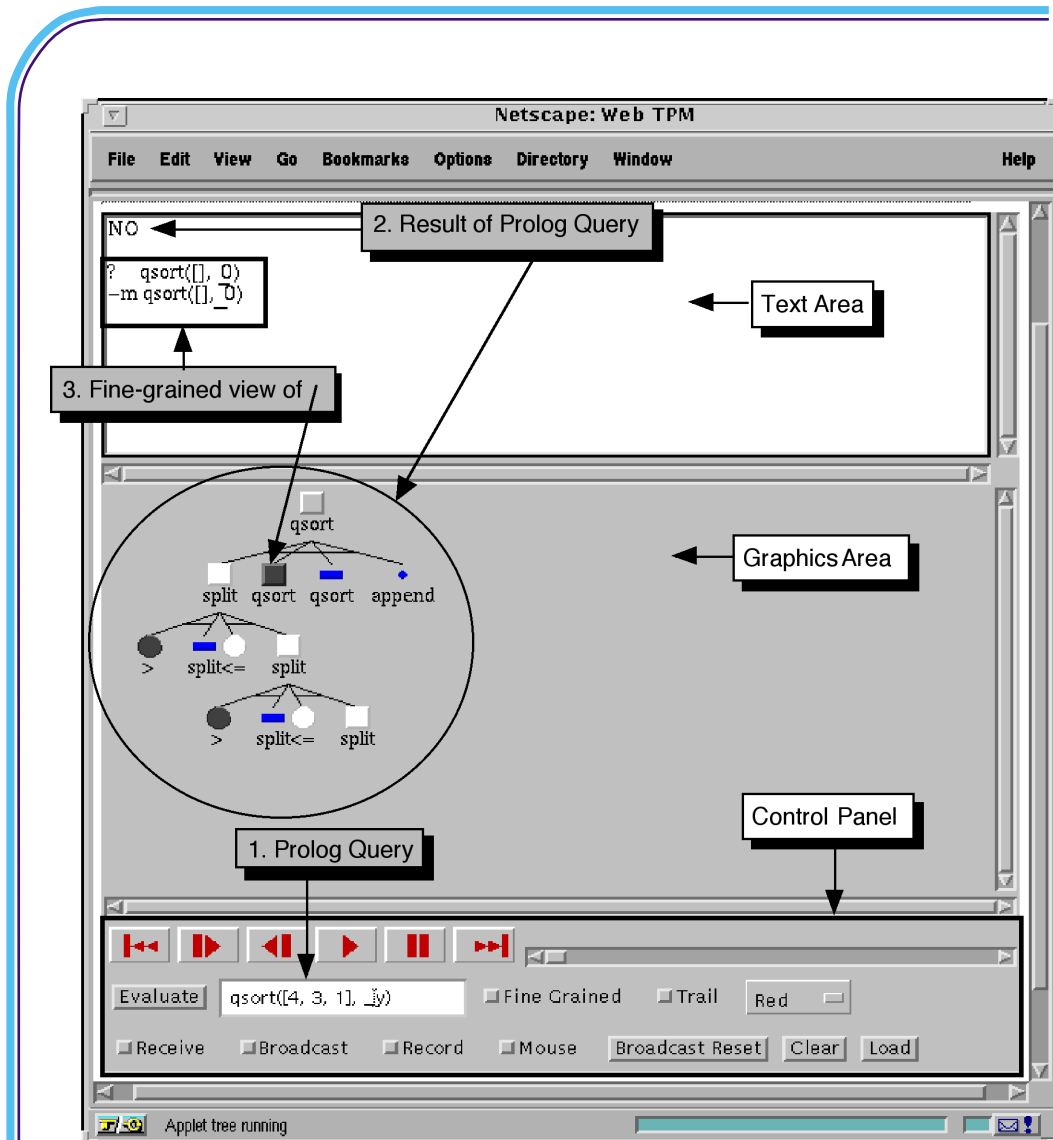 Netscape: Web TPM
File Edit View Go Bookmarks Options Directory Window Help
NO
2. Result of Prolog Query
? qsort([], _0)
–m qsort([], _0)
Text Area
3. Fine-grained view of /
qsort
Graphics Area
split qsort qsort append
> split<= split
> split<= split
Control Panel
1. Prolog Query
Evaluate qsort([4, 3, 1], _y) Fine Grained Trail Red
Receive Broadcast Record Mouse Broadcast Reset Clear Load
Applet tree running